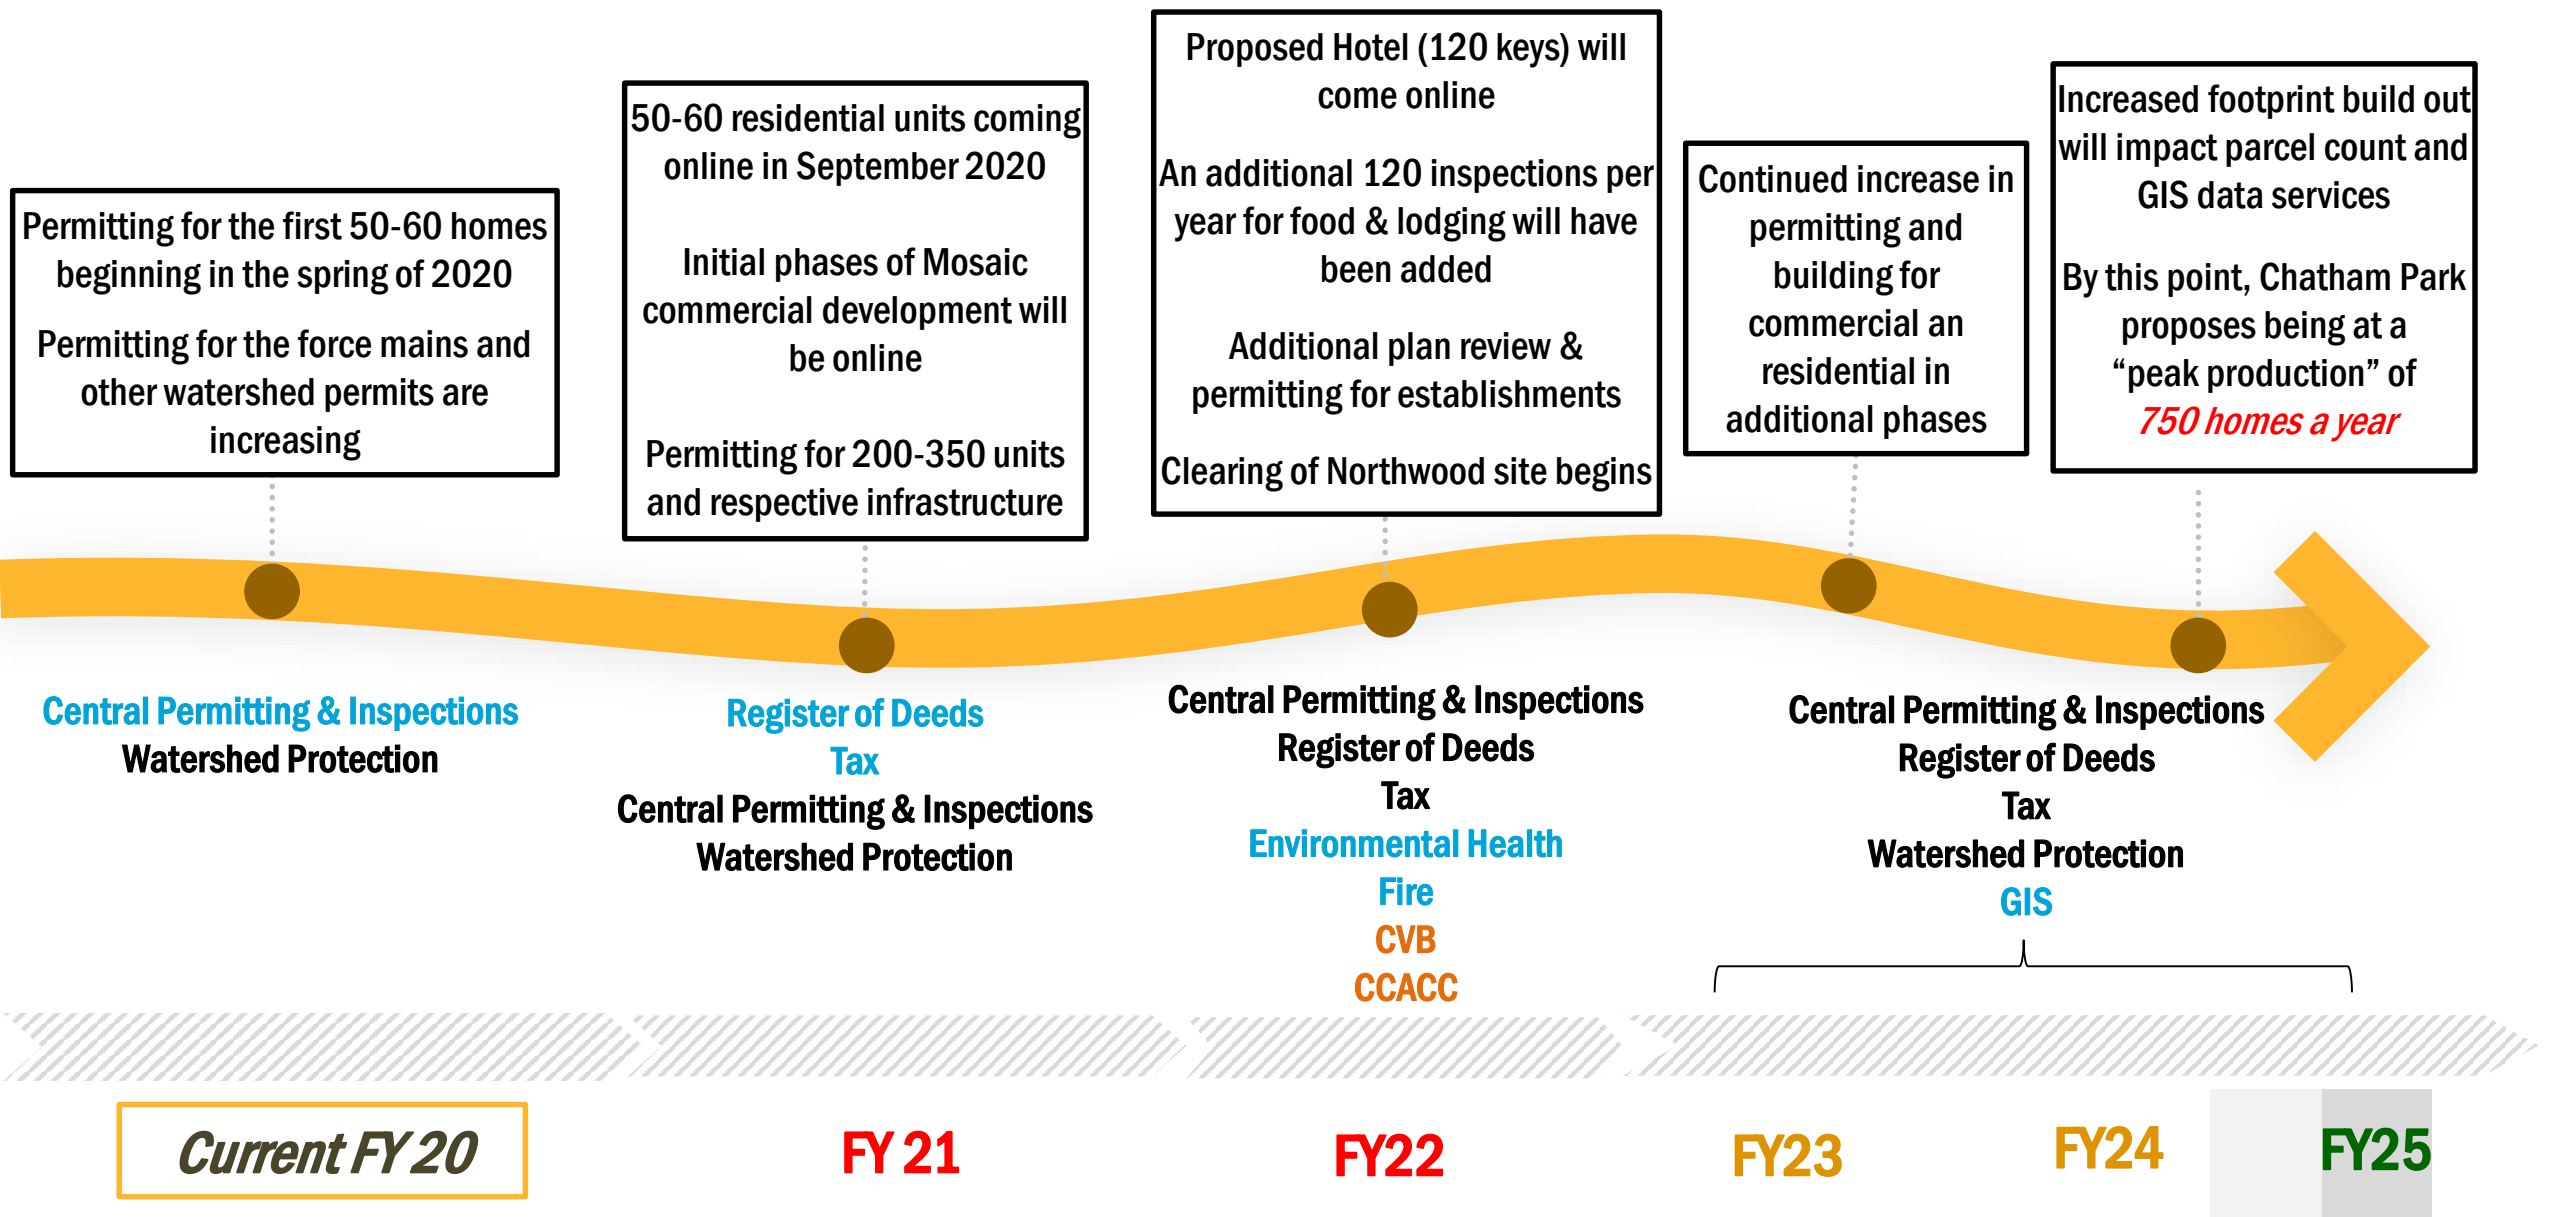 Permitting for the first 50-60 homes
beginning in the spring of 2020
Permitting for the force mains and
other watershed permits are
increasing
50-60 residential units coming
online in September 2020
Initial phases of Mosaic
commercial development will
be online
Permitting for 200-350 units
and respective infrastructure
Proposed Hotel (120 keys) will
come online
An additional 120 inspections per
year for food & lodging will have
been added
Additional plan review &
permitting for establishments
Clearing of Northwood site begins
Continued increase in
permitting and
building for
commercial an
residential in
additional phases
Increased footprint build out
will impact parcel count and
GIS data services
By this point, Chatham Park
proposes being at a
“peak production” of
750 homes a year
Central Permitting & Inspections
Watershed Protection
Register of Deeds
Tax
Central Permitting & Inspections
Watershed Protection
Central Permitting & Inspections
Register of Deeds
Tax
Environmental Health
Fire
CVB
CCACC
Central Permitting & Inspections
Register of Deeds
Tax
Watershed Protection
GIS
Current FY 20
FY 21
FY22
FY23
FY24
FY25